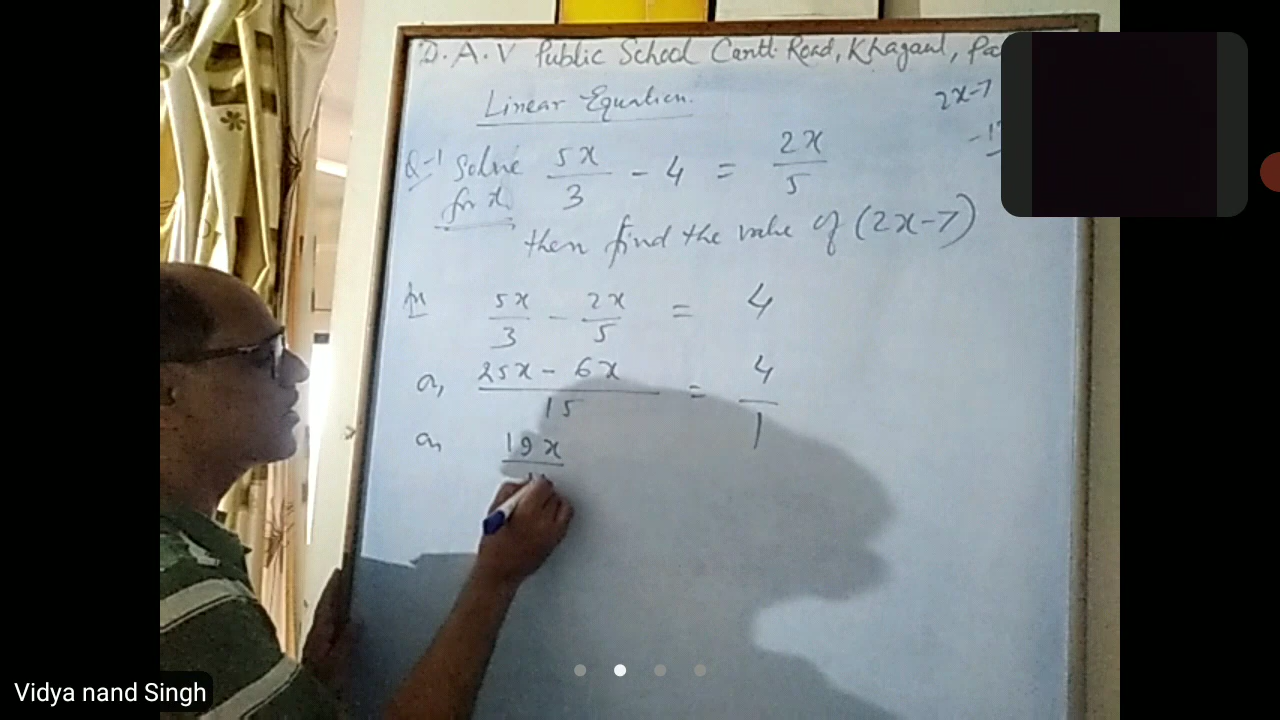 D. A. V Public School Cantt. Road, Khagaul,
Linear Equation.
2x-7
Q-1 Solve 5x/3 - 4 = 2x/5
for x
then find the value of (2x-7)
5x/3 - 2x/5 = 4
25x - 6x/15 = 4/1
19x
Vidya nand Singh